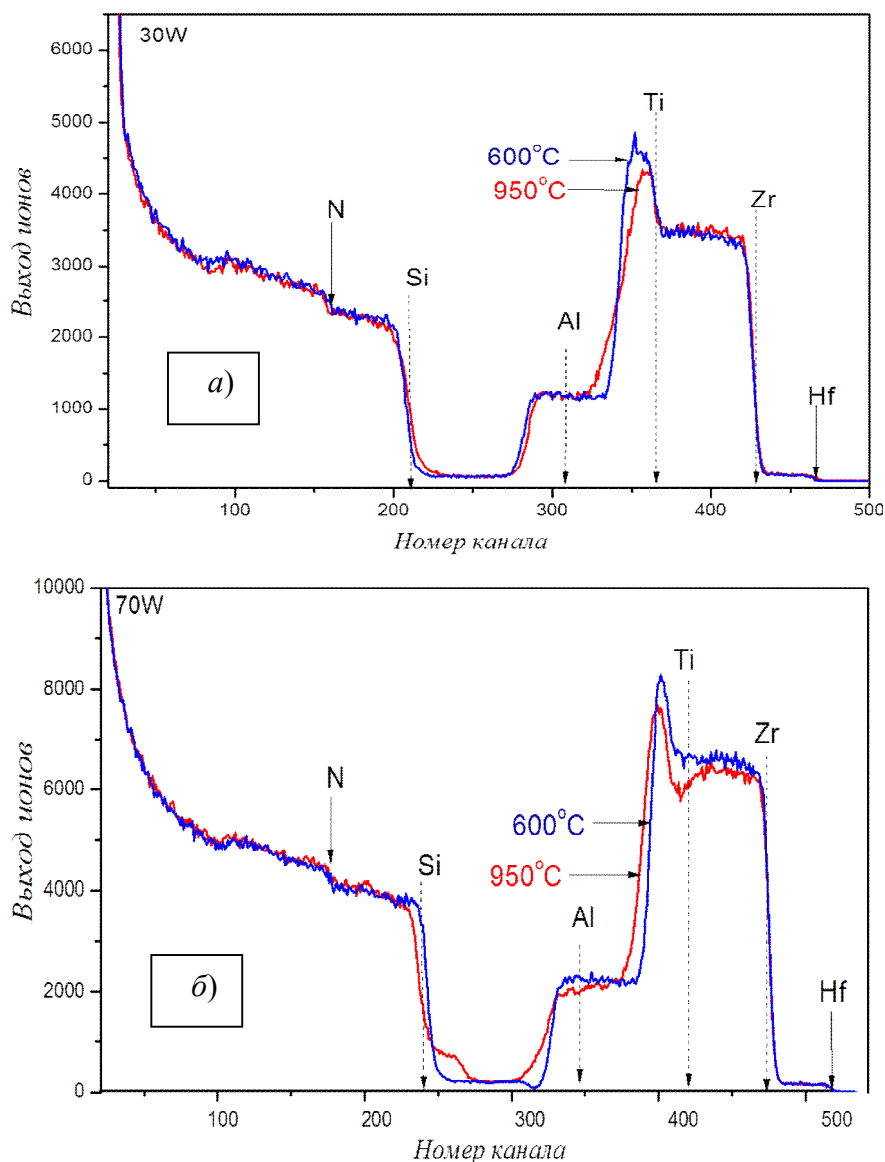 30W
6000
5000
4000
3000
2000
1000
0
Выход ионов
N
Si
Al
Ti
Zr
Hf
600°C
950°C
а)
100
200
300
400
500
Номер канала
70W
10000
8000
6000
4000
2000
0
Выход ионов
N
Si
Al
Ti
Zr
Hf
600°C
950°C
б)
100
200
300
400
500
Номер канала